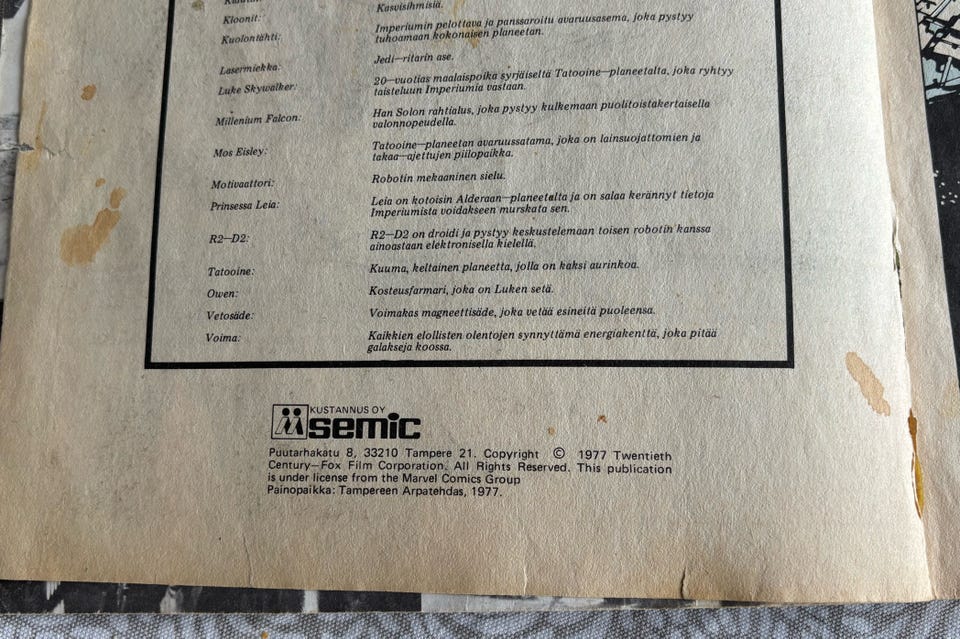 Kasvisihmisiä.
Kloonit:
Imperiumin pelottava ja panssaroitu avaruusasema, joka pystyy
Kuolontähti:
tuhoamaan kokonaisen planeetan.
Jedi—ritarin ase.
Lasermiekka:
20—vuotias maalaispoika syrjäiseltä Tatooine—planeetalta, joka ryhtyy
Luke Skywalker:
taisteluun Imperiumia vastaan.
Han Solon rahtialus, joka pystyy kulkemaan puolitoistakertaisella
Millenium Falcon:
valonnopeudella.
Tatooine—planeetan avaruussatama, joka on lainsuojattomien ja
Mos Eisley:
takaa—ajettujen piilopaikka.
Motivaattori:
Robotin mekaaninen sielu.
Prinsessa Leia:
Leia on kotoisin Alderaan—planeetalta ja on salaa kerännyt tietoja
Imperiumista voidakseen murskata sen.
R2—D2:
R2—D2 on droidi ja pystyy keskustelemaan toisen robotin kanssa
ainoastaan elektronisella kielellä.
Tatooine:
Kuuma, keltainen planeetta, jolla on kaksi aurinkoa.
Owen:
Kosteusfarmari, joka on Luken setä.
Vetosäde:
Voimakas magneettisäde, joka vetää esineitä puoleensa.
Voima:
Kaikkien elollisten olentojen synnyttämä energiakenttä, joka pitää
galakseja koossa.
KUSTANNUS OY
semic
Puutarhakatu 8, 33210 Tampere 21. Copyright © 1977 Twentieth
Century—Fox Film Corporation. All Rights Reserved. This publication
is under license from the Marvel Comics Group
Painopaikka: Tampereen Arpatehdas, 1977.